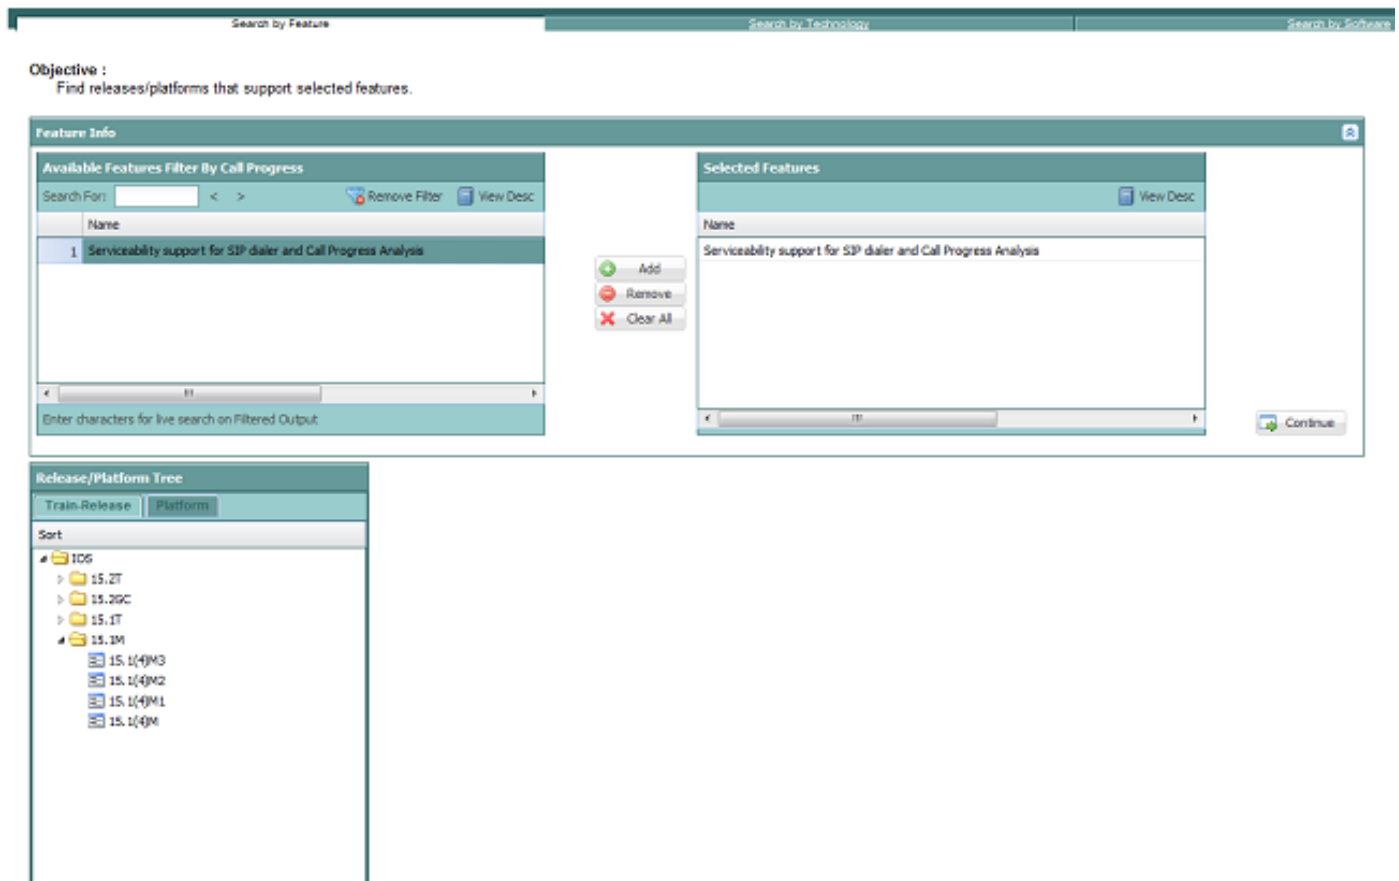 Search by Feature
Search by Technology
Search by Software
Objective :
Find releases/platforms that support selected features.
Feature Info
Available Features Filter By Call Progress
Search For:
< >
Remove Filter
View Desc
Name
1 Serviceability support for SIP dialer and Call Progress Analysis
Enter characters for live search on Filtered Output
Add
Remove
Clear All
Selected Features
View Desc
Name
Serviceability support for SIP dialer and Call Progress Analysis
Continue
Release/Platform Tree
Train-Release
Platform
Sort
IOS
15.2T
15.2GC
15.1T
15.1M
15.1(4)M3
15.1(4)M2
15.1(4)M1
15.1(4)M